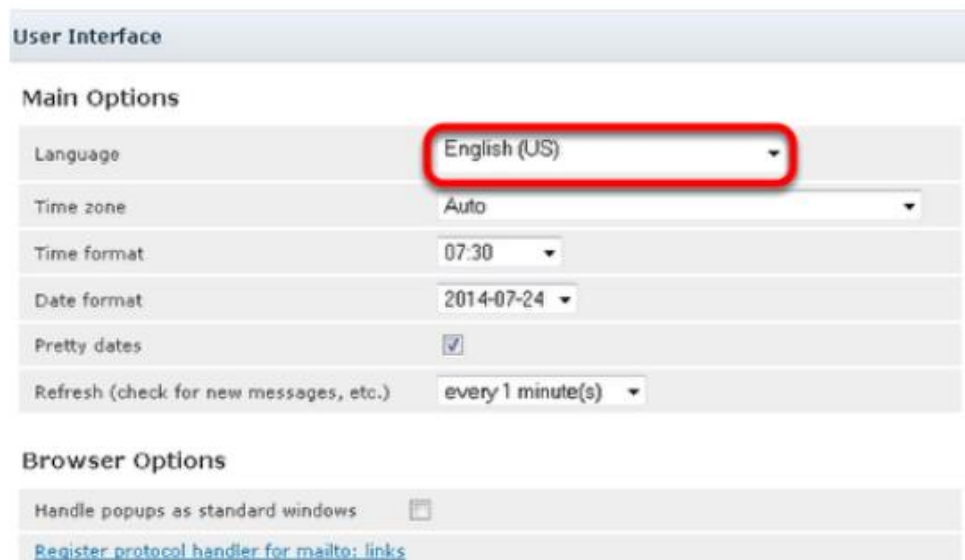 User Interface
Main Options
Language English (US)
Time zone Auto
Time format 07:30
Date format 2014-07-24
Pretty dates
Refresh (check for new messages, etc.) every 1 minute(s)
Browser Options
Handle popups as standard windows
Register protocol handler for mailto: links